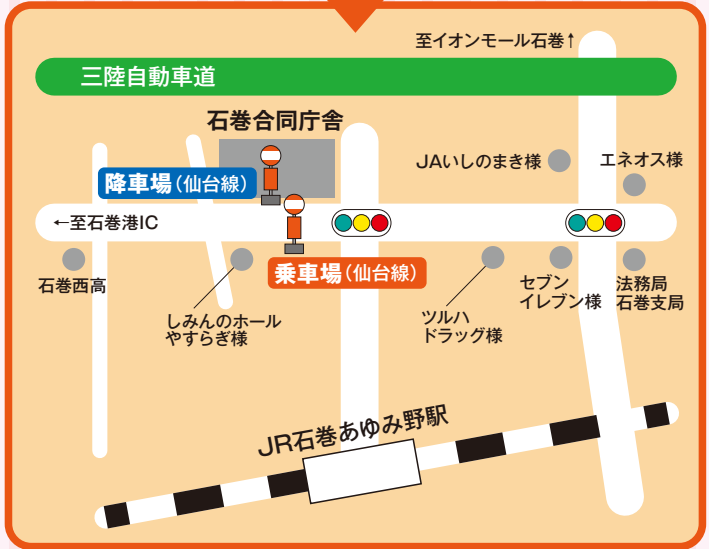 至イオンモール石巻↑
三陸自動車道
石巻合同庁舎
JAいしのまき様
エネオス様
降車場(仙台線)
←至石巻港IC
石巻西高
乗車場(仙台線)
しみんのホール
やすらぎ様
ツルハ
ドラッグ様
セブン
イレブン様
法務局
石巻支局
JR石巻あゆみ野駅